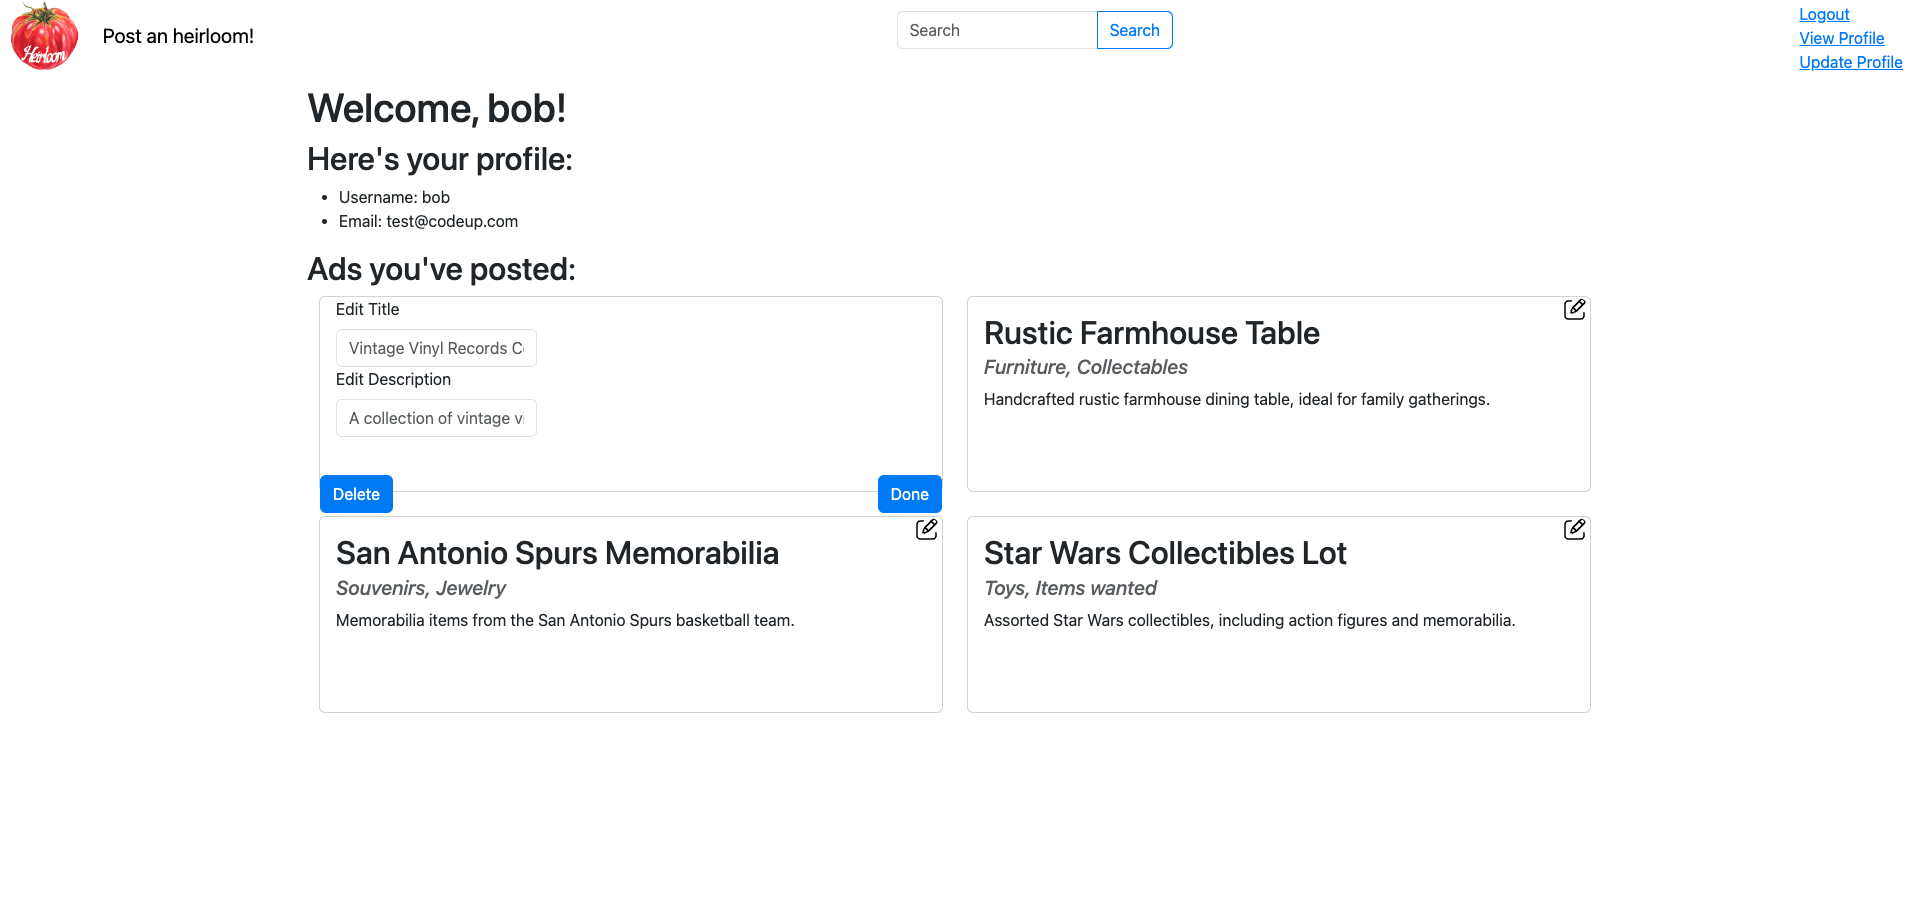 Heirloom
Post an heirloom!
Search
Search
Logout
View Profile
Update Profile
Welcome, bob!
Here's your profile:
• Username: bob
• Email: test@codeup.com
Ads you've posted:
Edit Title
Vintage Vinyl Records
Edit Description
A collection of vintage
Delete
Done
Rustic Farmhouse Table
Furniture, Collectables
Handcrafted rustic farmhouse dining table, ideal for family gatherings.
San Antonio Spurs Memorabilia
Souvenirs, Jewelry
Memorabilia items from the San Antonio Spurs basketball team.
Star Wars Collectibles Lot
Toys, Items wanted
Assorted Star Wars collectibles, including action figures and memorabilia.